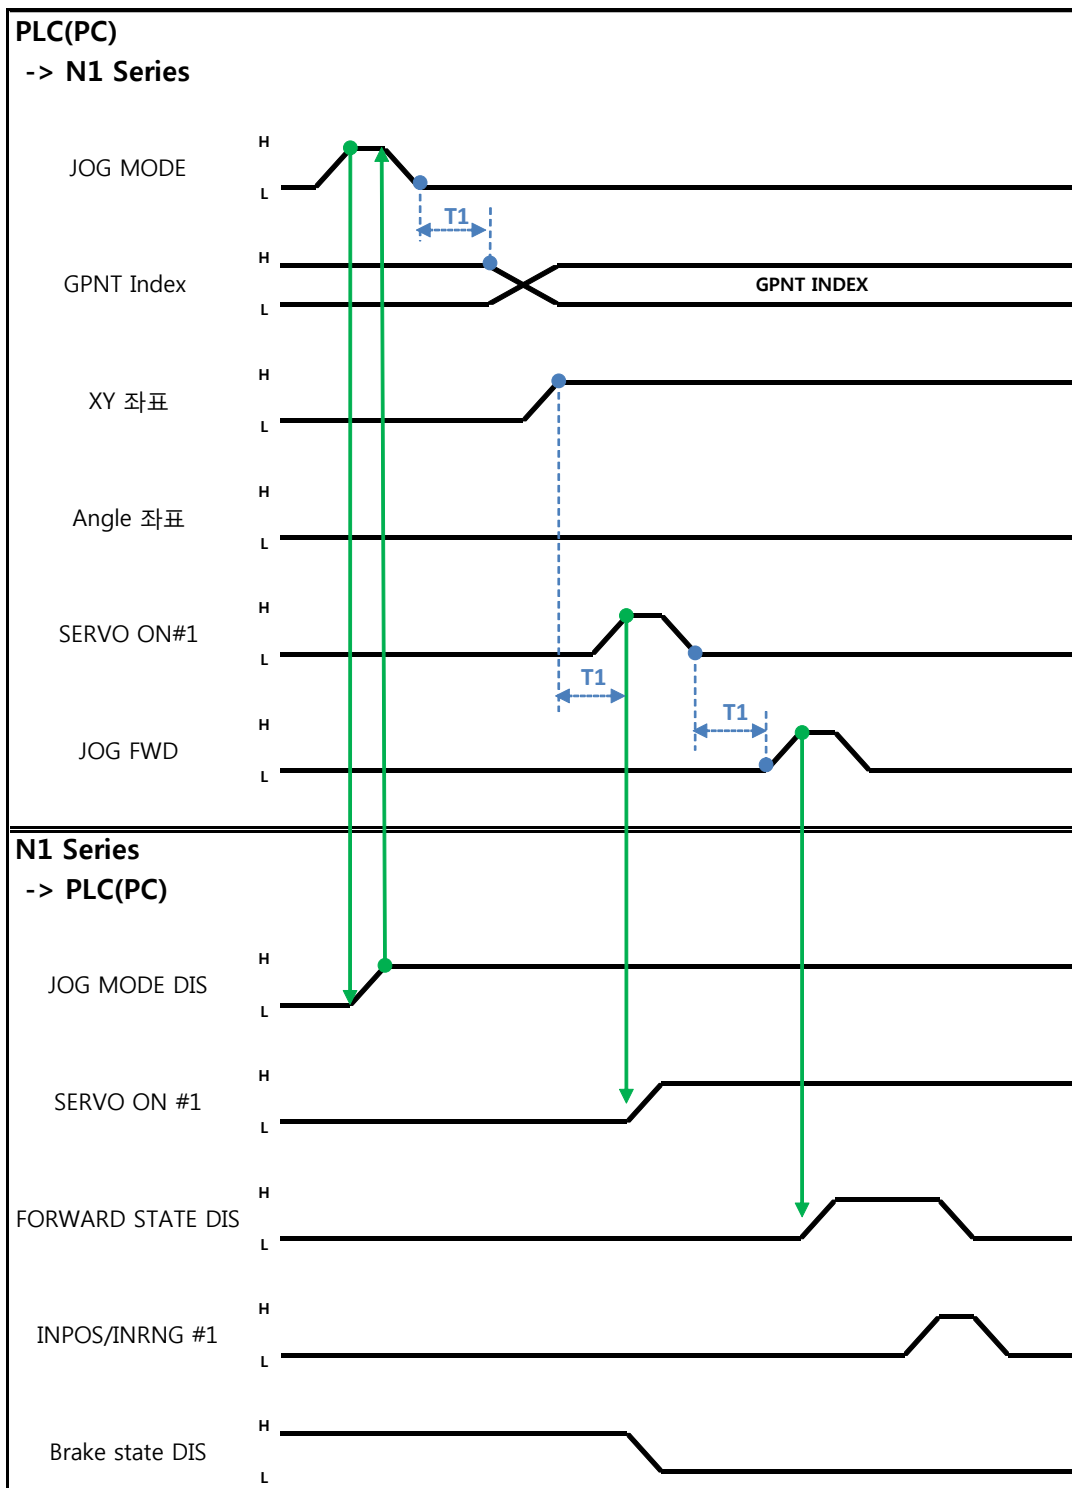 PLC(PC)
-> N1 Series
H
JOG MODE
L
T1
H
GPNT Index
GPNT INDEX
L
H
XY 좌표
L
H
Angle 좌표
L
H
SERVO ON#1
L
T1
T1
H
JOG FWD
L
N1 Series
-> PLC(PC)
H
JOG MODE DIS
L
H
SERVO ON #1
L
H
FORWARD STATE DIS
L
H
INPOS/INRNG #1
L
H
Brake state DIS
L